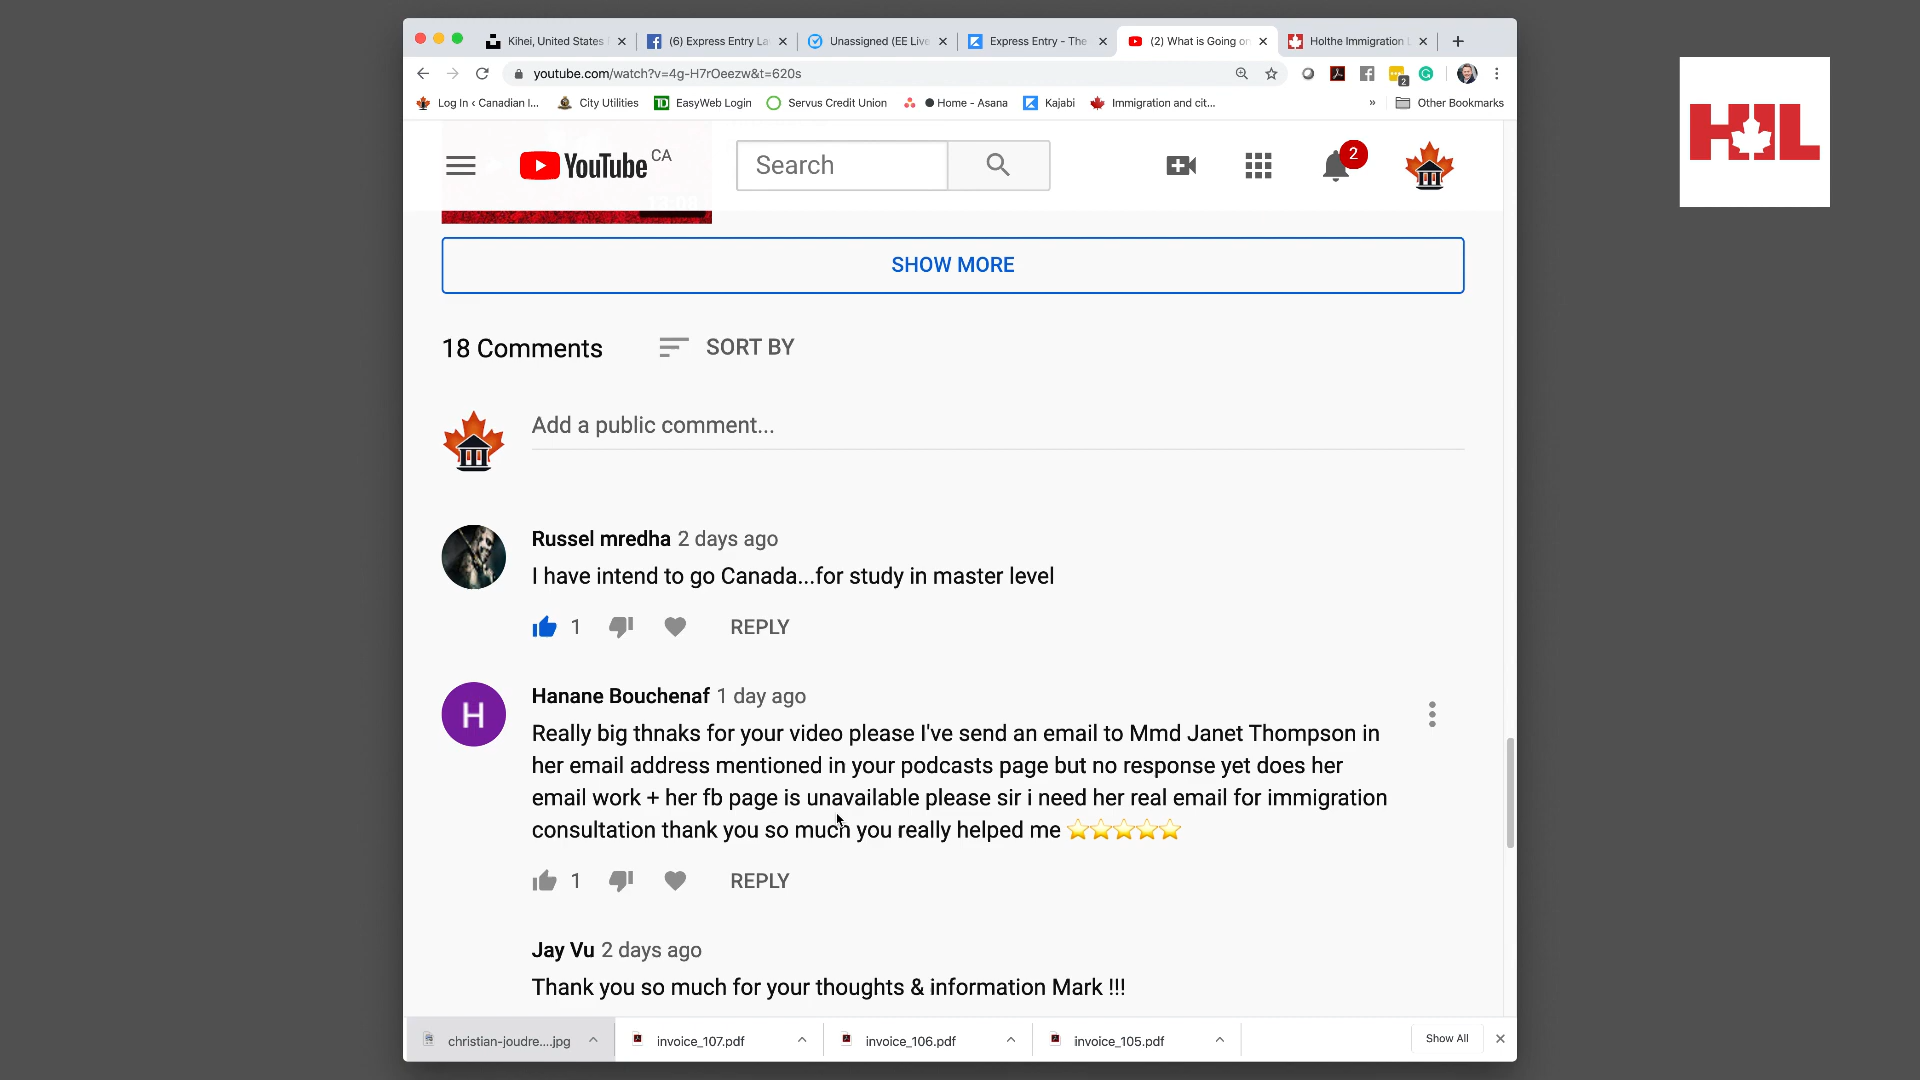 Kihei, United States
(6) Express Entry La
Unassigned (EE Live
Express Entry - The
(2) What is Going on
Holthe Immigration L
youtube.com/watch?v=4g-H7rOeezw&t=620s
2
Log In ‹ Canadian I...
City Utilities
TD
EasyWeb Login
Servus Credit Union
Home - Asana
Kajabi
Immigration and cit...
»
Other Bookmarks
YouTube CA
Search
2
HIL
SHOW MORE
18 Comments
SORT BY
Add a public comment...
Russel mredha 2 days ago
I have intend to go Canada...for study in master level
1
REPLY
H
Hanane Bouchenaf 1 day ago
Really big thnaks for your video please I've send an email to Mmd Janet Thompson in
her email address mentioned in your podcasts page but no response yet does her
email work + her fb page is unavailable please sir i need her real email for immigration
consultation thank you so much you really helped me ⭐⭐⭐⭐⭐
1
REPLY
Jay Vu 2 days ago
Thank you so much for your thoughts & information Mark !!!
christian-joudre....jpg
invoice_107.pdf
invoice_106.pdf
invoice_105.pdf
Show All